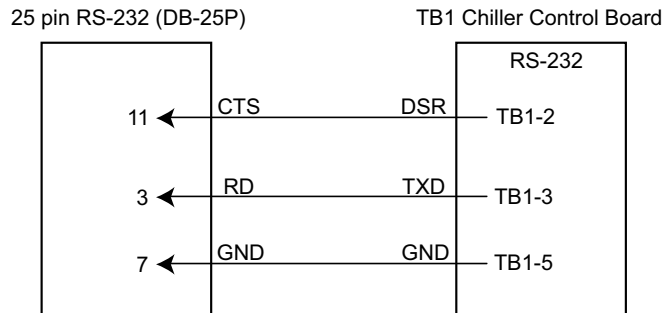 25 pin RS-232 (DB-25P) TB1 Chiller Control Board
RS-232
11 CTS DSR TB1-2
3 RD TXD TB1-3
7 GND GND TB1-5